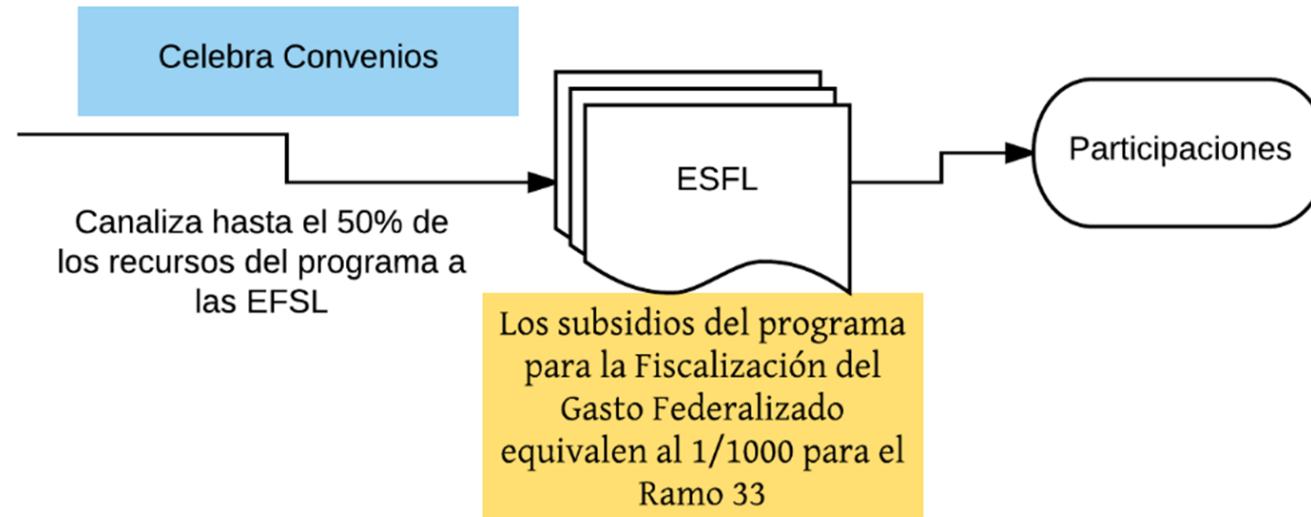 Celebra Convenios
Canaliza hasta el 50% de
los recursos del programa a
las EFSL
ESFL
Participaciones
Los subsidios del programa
para la Fiscalización del
Gasto Federalizado
equivalen al 1/1000 para el
Ramo 33